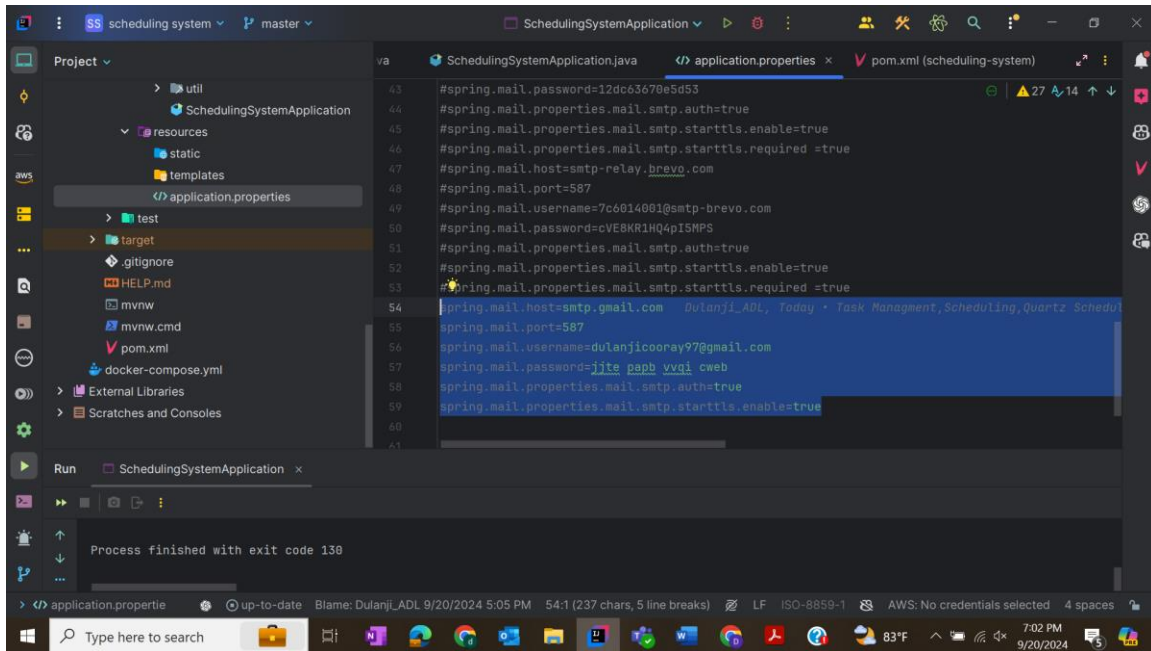 SS scheduling system master SchedulingSystemApplication
Project
va SchedulingSystemApplication.java application.properties pom.xml (scheduling-system)
util
SchedulingSystemApplication
resources
static
templates
application.properties
test
target
.gitignore
HELP.md
mvnw
mvnw.cmd
pom.xml
docker-compose.yml
External Libraries
Scratches and Consoles
aws
27 14
43 #spring.mail.password=12dc63670e5d53
44 #spring.mail.properties.mail.smtp.auth=true
45 #spring.mail.properties.mail.smtp.starttls.enable=true
46 #spring.mail.properties.mail.smtp.starttls.required =true
47 #spring.mail.host=smtp-relay.brevo.com
48 #spring.mail.port=587
49 #spring.mail.username=7c6014001@smtp-brevo.com
50 #spring.mail.password=cVE8KR1HQ4pI5MPS
51 #spring.mail.properties.mail.smtp.auth=true
52 #spring.mail.properties.mail.smtp.starttls.enable=true
53 #spring.mail.properties.mail.smtp.starttls.required =true
54 spring.mail.host=smtp.gmail.com Dulanji_ADL, Today • Task Managment,Scheduling,Quartz Schedul
55 spring.mail.port=587
56 spring.mail.username=dulanjicooray97@gmail.com
57 spring.mail.password=jjte papb vvqi cweb
58 spring.mail.properties.mail.smtp.auth=true
59 spring.mail.properties.mail.smtp.starttls.enable=true
60
61
Run SchedulingSystemApplication
Process finished with exit code 130
application.propertie up-to-date Blame: Dulanji_ADL 9/20/2024 5:05 PM 54:1 (237 chars, 5 line breaks) LF ISO-8859-1 AWS: No credentials selected 4 spaces
Type here to search 83°F 7:02 PM
9/20/2024